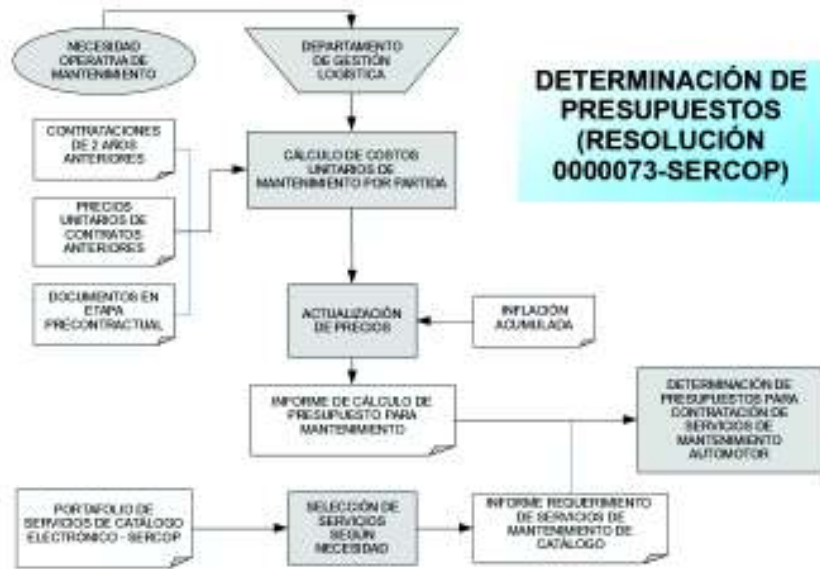 NECESIDAD
OPERATIVA DE
MANTENIMIENTO
DEPARTAMENTO
DE GESTIÓN
LOGÍSTICA
DETERMINACIÓN DE
PRESUPUESTOS
(RESOLUCIÓN
0000073-SERCOP)
CONTRATACIONES
DE 2 AÑOS
ANTERIORES
CÁLCULO DE COSTOS
UNITARIOS DE
MANTENIMIENTO POR PARTIDA
PRECIOS
UNITARIOS DE
CONTRATOS
ANTERIORES
DOCUMENTOS EN
ETAPA
PRECONTRACTUAL
ACTUALIZACIÓN
DE PRECIOS
INFLACIÓN
ACUMULADA
INFORME DE CÁLCULO DE
PRESUPUESTO PARA
MANTENIMIENTO
DETERMINACIÓN DE
PRESUPUESTOS PARA
CONTRATACIÓN DE
SERVICIOS DE
MANTENIMIENTO
AUTOMOTOR
PORTAFOLIO DE
SERVICIOS DE CATÁLOGO
ELECTRÓNICO - SERCOP
SELECCIÓN DE
SERVICIOS
SEGÚN
NECESIDAD
INFORME REQUERIMIENTO
DE SERVICIOS DE
MANTENIMIENTO DE
CATÁLOGO